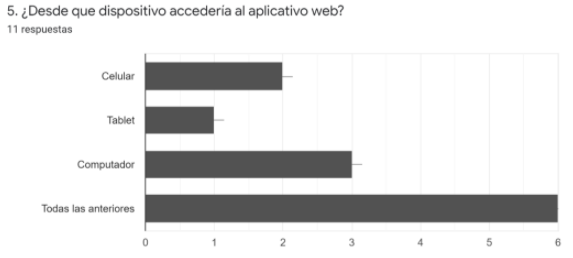 5. ¿Desde que dispositivo accedería al aplicativo web?
11 respuestas
Celular
Tablet
Computador
Todas las anteriores
0 1 2 3 4 5 6